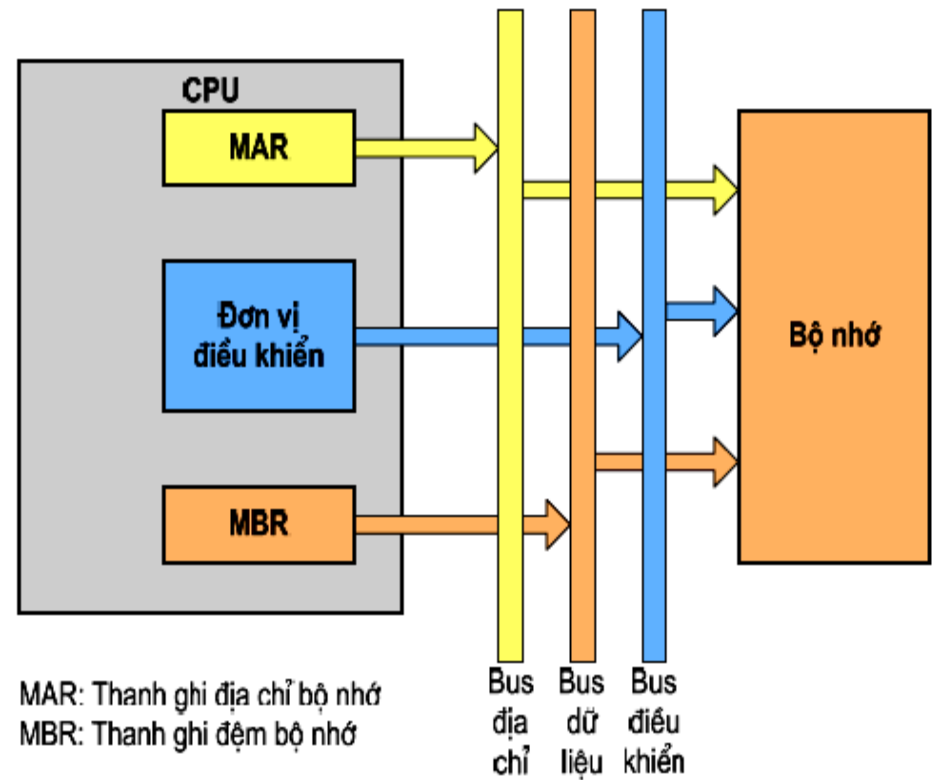 CPU
MAR
Đơn vị
điều khiển
Bộ nhớ
MBR
MAR: Thanh ghi địa chỉ bộ nhớ
MBR: Thanh ghi đệm bộ nhớ
Bus
địa
chỉ
Bus
dữ
liệu
Bus
điều
khiển